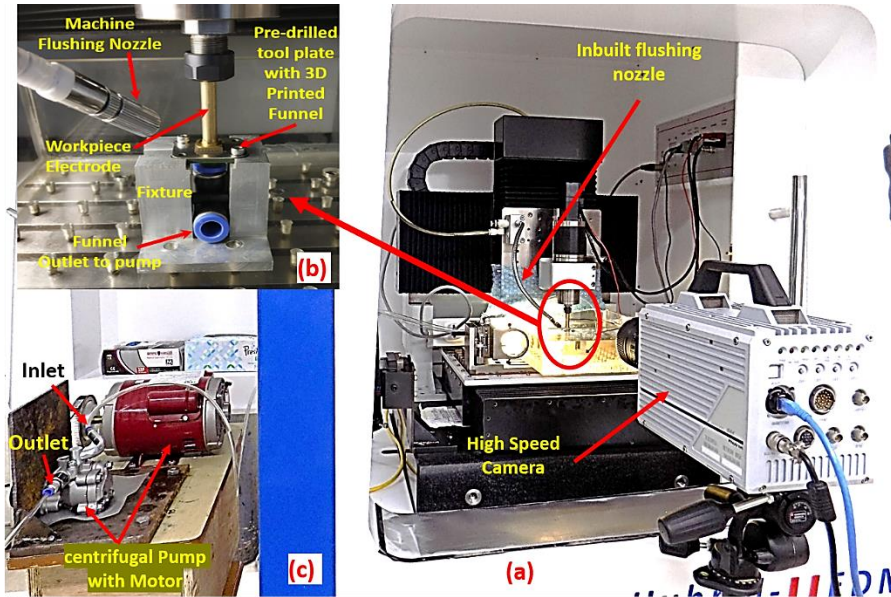 Machine
Flushing Nozzle
Pre-drilled
tool plate
with 3D
Printed
Funnel
Workpiece
Electrode
Fixture
Funnel
Outlet to pump
(b)
Inbuilt flushing
nozzle
High Speed
Camera
(a)
Inlet
Outlet
centrifugal Pump
with Motor
(c)